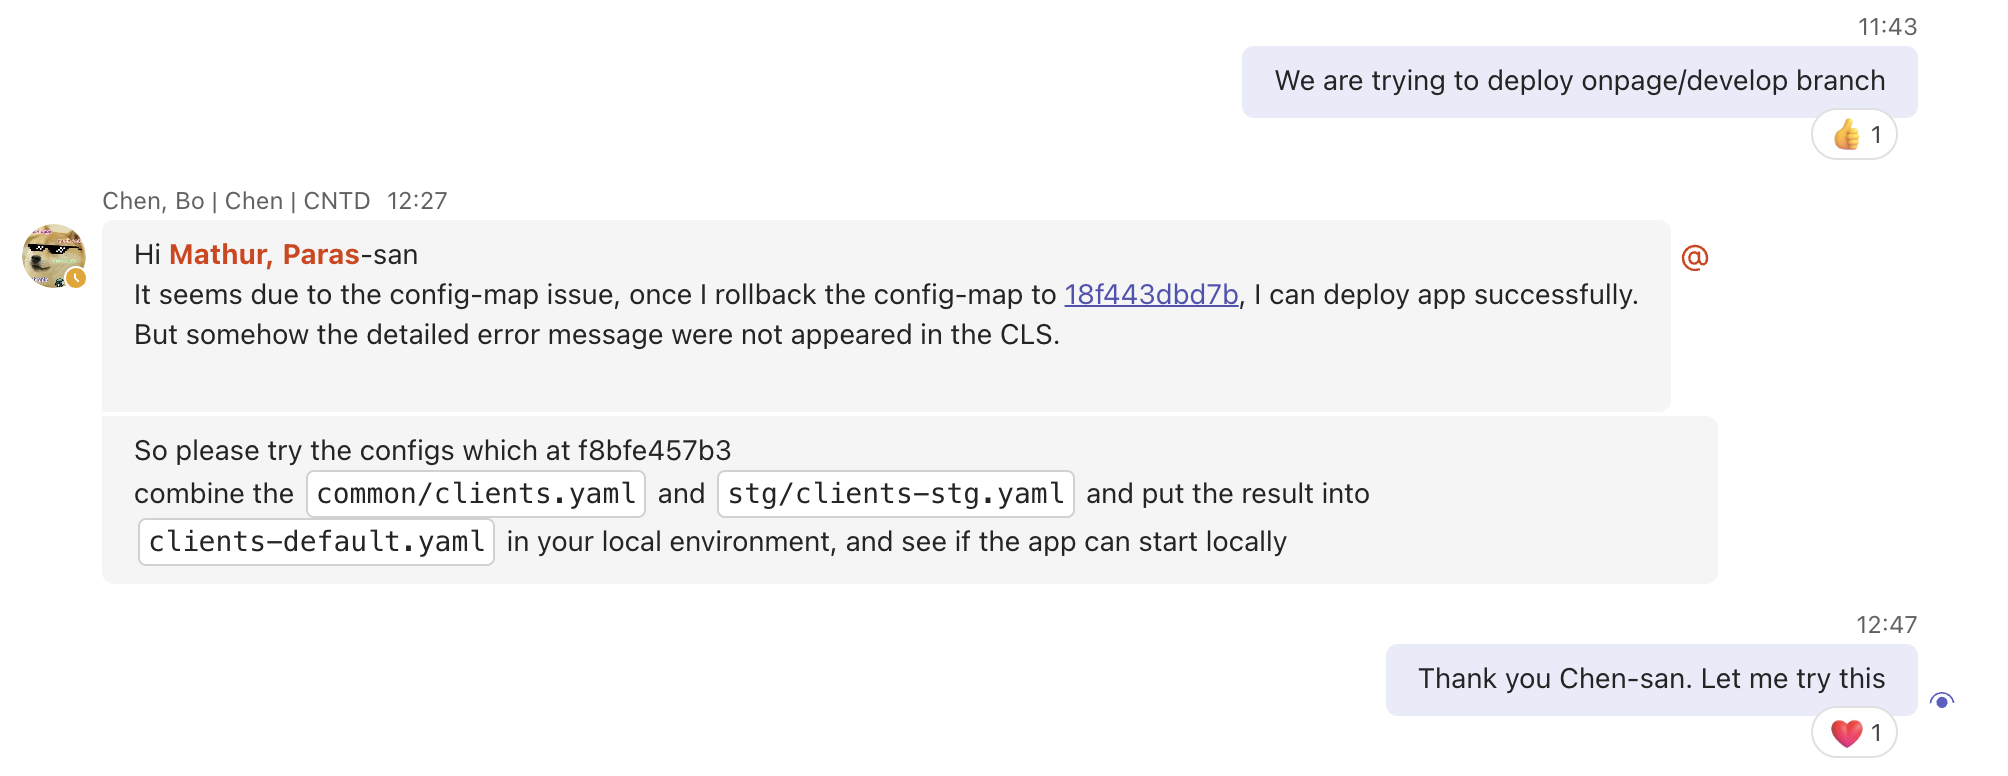 11:43
We are trying to deploy onpage/develop branch
👍 1
Chen, Bo | Chen | CNTD 12:27
Hi Mathur, Paras-san
@
It seems due to the config-map issue, once I rollback the config-map to 18f443dbd7b, I can deploy app successfully.
But somehow the detailed error message were not appeared in the CLS.
So please try the configs which at f8bfe457b3
combine the common/clients.yaml and stg/clients-stg.yaml and put the result into
clients-default.yaml in your local environment, and see if the app can start locally
12:47
Thank you Chen-san. Let me try this
❤️ 1